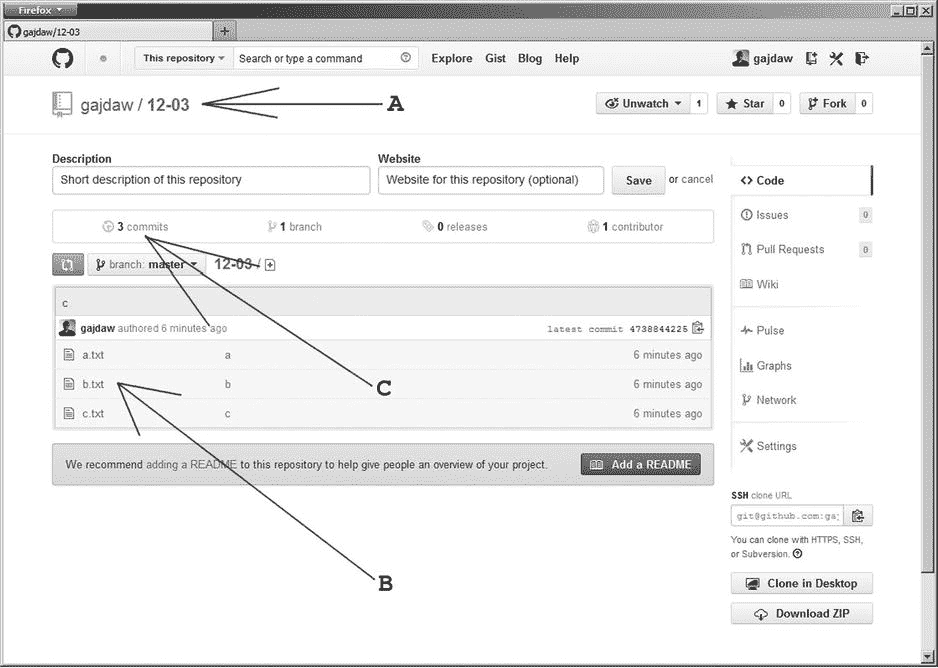 Firefox
gajdaw/12-03
This repository Search or type a command Explore Gist Blog Help gajdaw
gajdaw / 12-03 A Unwatch 1 Star 0 Fork 0
Description Website
Short description of this repository Website for this repository (optional) Save or cancel
3 commits 1 branch 0 releases 1 contributor
branch: master 12-03 /
c
gajdaw authored 6 minutes ago latest commit 4738844225
a.txt a 6 minutes ago
b.txt b 6 minutes ago
C
c.txt c 6 minutes ago
We recommend adding a README to this repository to help give people an overview of your project. Add a README
B
Code
Issues 0
Pull Requests 0
Wiki
Pulse
Graphs
Network
Settings
SSH clone URL
git@github.com:gaj
You can clone with HTTPS, SSH,
or Subversion.
Clone in Desktop
Download ZIP